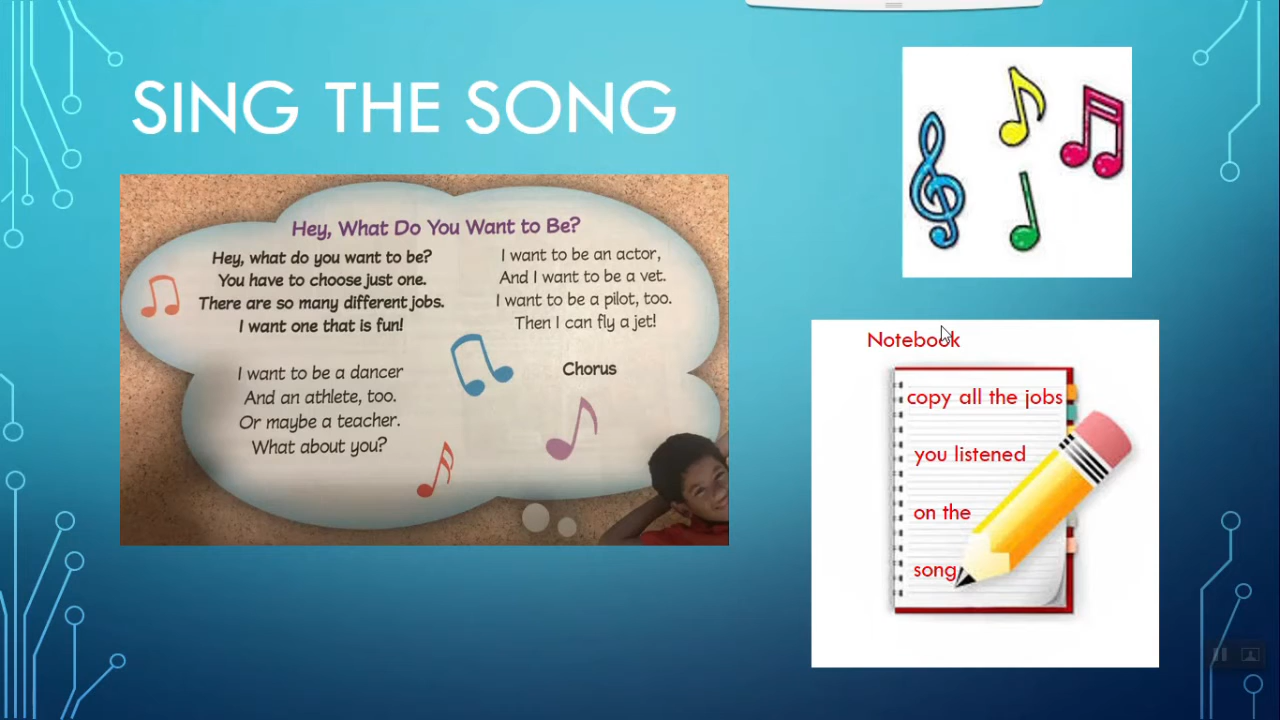 SING THE SONG
Hey, What Do You Want to Be?
Hey, what do you want to be?
You have to choose just one.
There are so many different jobs.
I want one that is fun!
I want to be a dancer
And an athlete, too.
Or maybe a teacher.
What about you?
I want to be an actor,
And I want to be a vet.
I want to be a pilot, too.
Then I can fly a jet!
Chorus
Notebook
copy all the jobs
you listened
on the
song